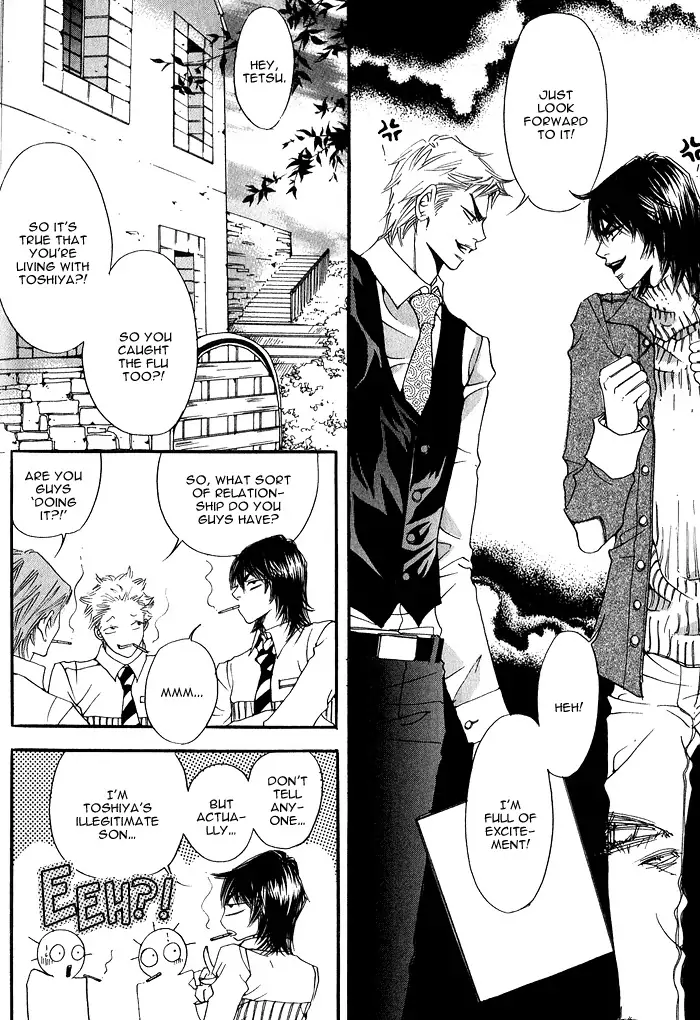 JUST
LOOK
FORWARD
TO IT!
HEH!
I'M
FULL OF
EXCITE-
MENT!
HEY,
TETSU.
SO IT'S
TRUE THAT
YOU'RE
LIVING WITH
TOSHIYA?!
SO YOU
CAUGHT
THE FLU
TOO?!
SO, WHAT SORT
OF RELATION-
SHIP DO YOU
GUYS HAVE?
ARE YOU
GUYS
'DOING
IT?!'
MMM...
DON'T
TELL
ANY-
ONE...
BUT
ACTUA-
LLY...
I'M
TOSHIYA'S
ILLEGITIMATE
SON...
EEH?!